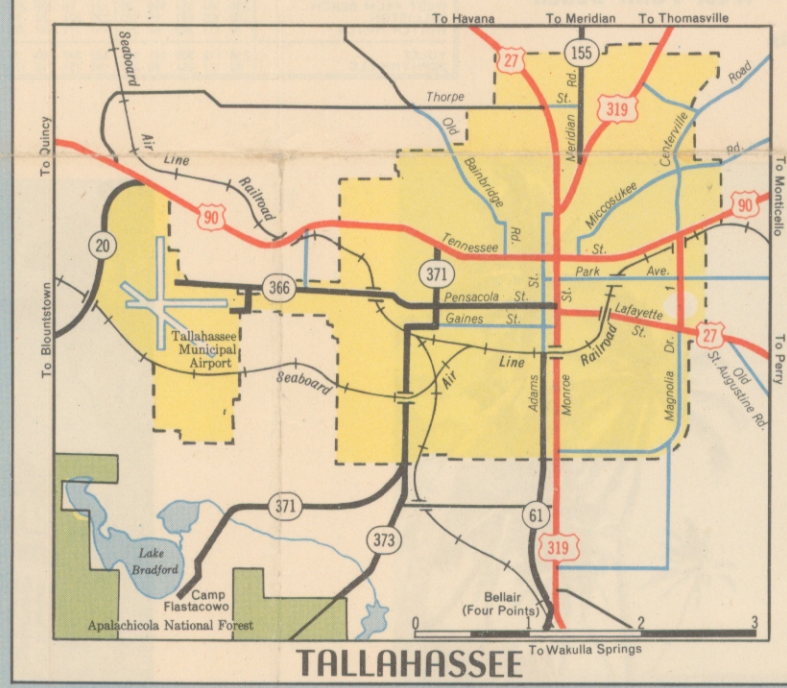 To Havana
To Meridian
To Thomasville
Seaboard
27
155
Meridian Rd.
319
Road
Thorpe St.
Old Bainbridge Rd.
Centerville
To Quincy
Air Line Railroad
Miccosukee Rd.
To Monticello
90
90
20
Tennessee St.
371
366
Park Ave.
St.
St.
Pensacola St.
Gaines St.
Lafayette St.
1
27
To Blountstown
Tallahassee
Municipal
Airport
Seaboard Air Line Railroad
Adams
Monroe
Magnolia Dr.
Old
St. Augustine Rd.
To Perry
371
61
373
319
Lake
Bradford
Camp
Flastacowo
Bellair
(Four Points)
Apalachicola National Forest
0 1 2 3
To Wakulla Springs
TALLAHASSEE